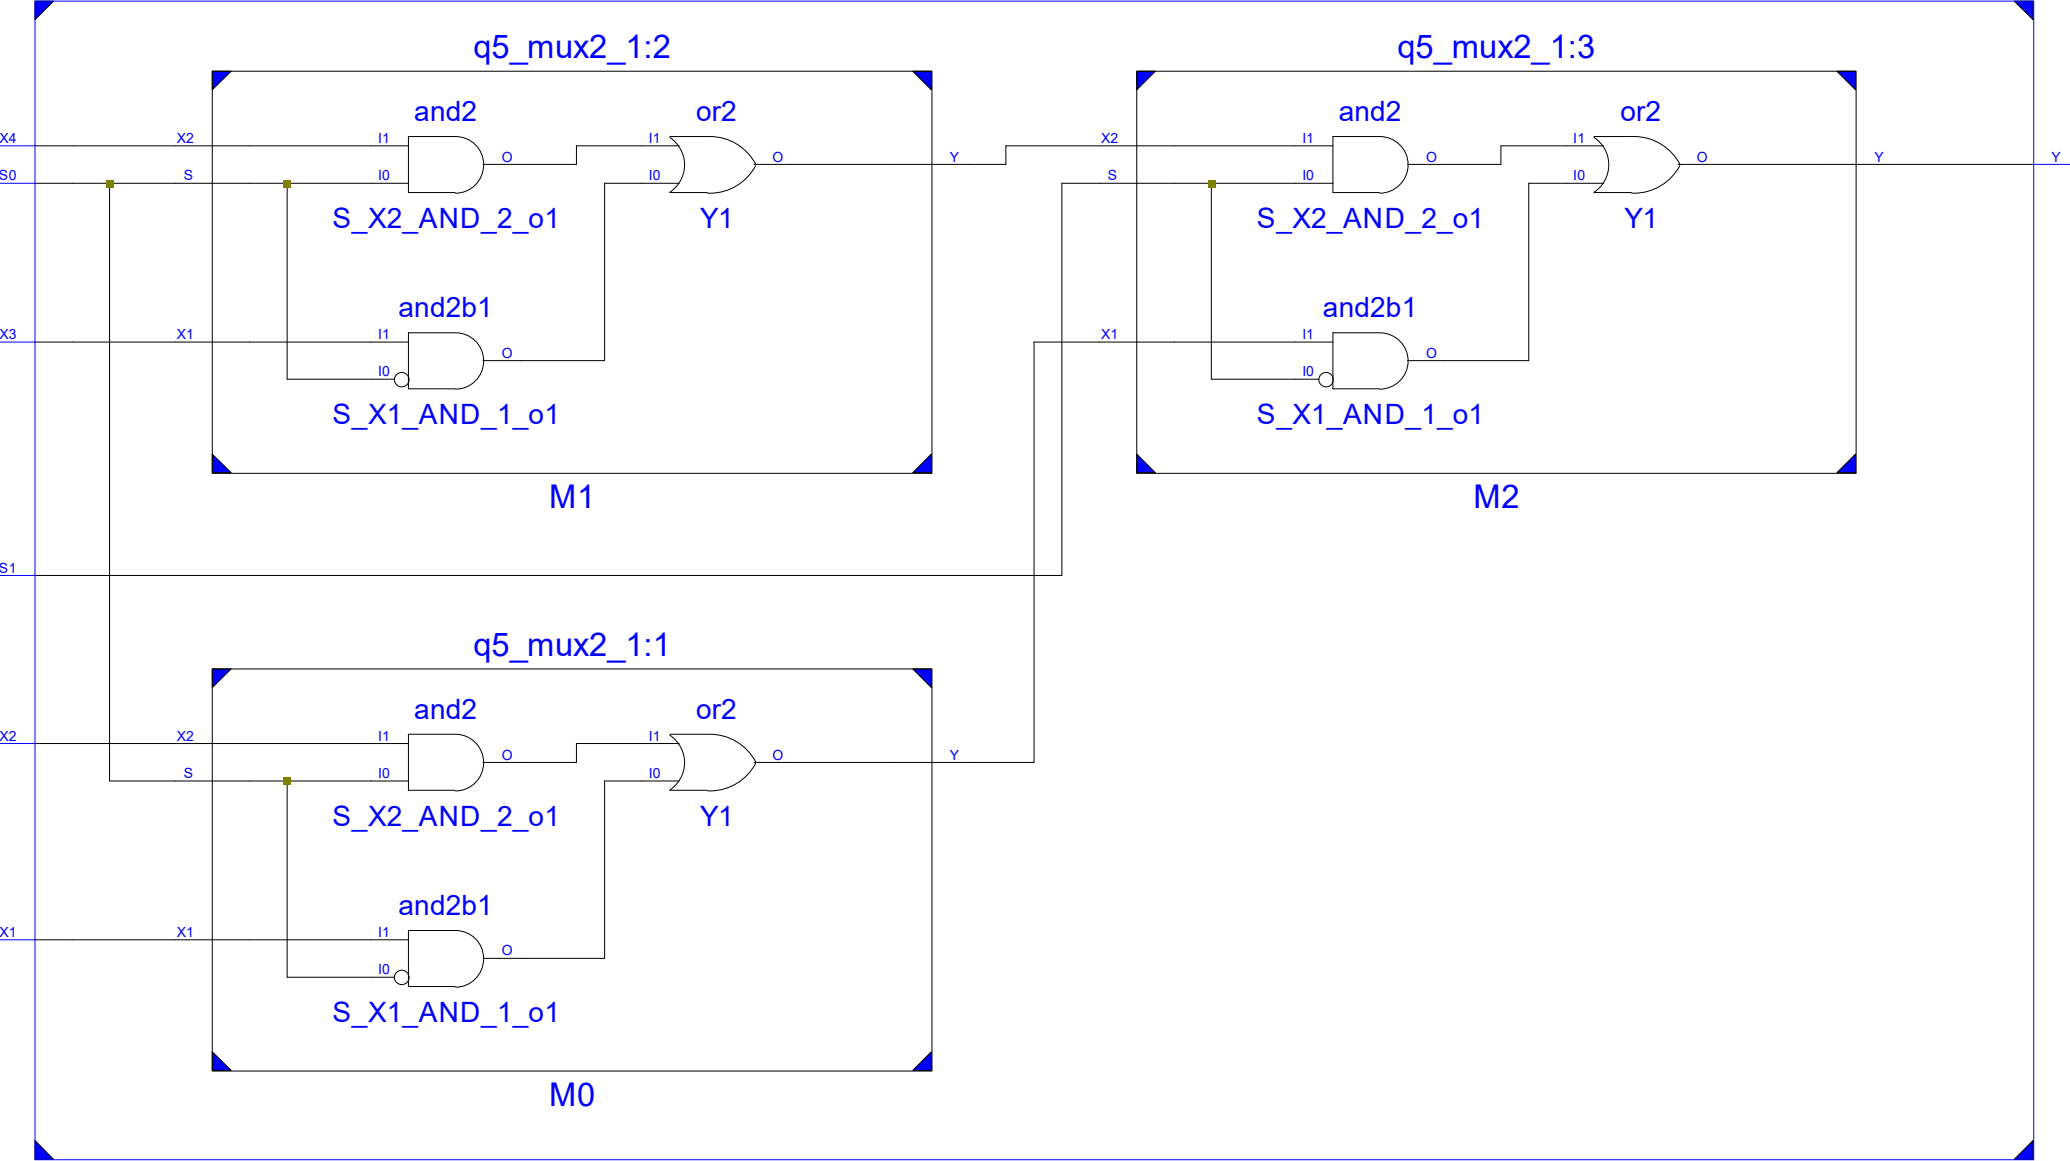 q5_mux2_1:2 q5_mux2_1:3
and2 or2 and2 or2
X4 X2 I1 O I1 O Y X2 I1 O I1 O Y Y
S0 S I0 I0 S I0 I0
S_X2_AND_2_o1 Y1 S_X2_AND_2_o1 Y1
and2b1 and2b1
X3 X1 I1 O X1 I1 O
I0 I0
S_X1_AND_1_o1 S_X1_AND_1_o1
M1 M2
S1
q5_mux2_1:1
and2 or2
X2 X2 I1 O I1 O Y
S I0 I0
S_X2_AND_2_o1 Y1
and2b1
X1 X1 I1 O
I0
S_X1_AND_1_o1
M0